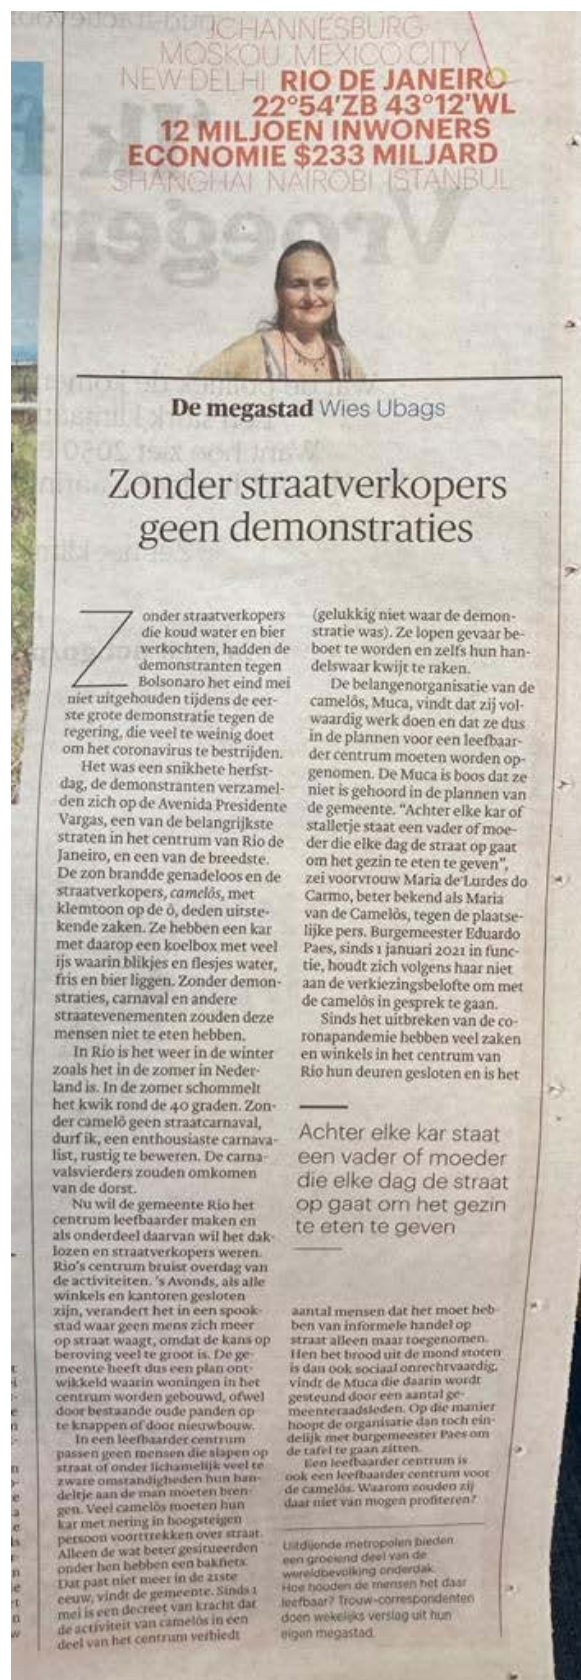 JOHANNESBURG
MOSKOU MEXICO CITY
NEW DELHI RIO DE JANEIRO
22°54'ZB 43°12'WL
12 MILJOEN INWONERS
ECONOMIE $233 MILJARD
SHANGHAI NAIROBI ISTANBUL
De megastad Wies Ubags
Zonder straatverkopers
geen demonstraties
Zonder straatverkopers
die koud water en bier
verkochten, hadden de
demonstranten tegen
Bolsonaro het eind mei
niet uitgehouden tijdens de eer-
ste grote demonstratie tegen de
regering, die veel te weinig doet
om het coronavirus te bestrijden.
Het was een snikhete herfst-
dag, de demonstranten verzamel-
den zich op de Avenida Presidente
Vargas, een van de belangrijkste
straten in het centrum van Rio de
Janeiro, en een van de breedste.
De zon brandde genadeloos en de
straatverkopers, camelôs, met
klemtoon op de ô, deden uitste-
kende zaken. Ze hebben een kar
met daarop een koelbox met veel
ijs waarin blikjes en flesjes water,
fris en bier liggen. Zonder demon-
straties, carnaval en andere
straatevenementen zouden deze
mensen niet te eten hebben.
In Rio is het weer in de winter
zoals het in de zomer in Neder-
land is. In de zomer schommelt
het kwik rond de 40 graden. Zon-
der camelô geen straatcarnaval,
durf ik, een enthousiaste carnava-
list, rustig te beweren. De carna-
valsvierders zouden omkomen
van de dorst.
Nu wil de gemeente Rio het
centrum leefbaarder maken en
als onderdeel daarvan wil het dak-
lozen en straatverkopers weren.
Rio's centrum bruist overdag van
de activiteiten. 's Avonds, als alle
winkels en kantoren gesloten
zijn, verandert het in een spook-
stad waar geen mens zich meer
op straat waagt, omdat de kans op
beroving veel te groot is. De ge-
meente heeft dus een plan ont-
wikkeld waarin woningen in het
centrum worden gebouwd, ofwel
door bestaande oude panden op
te knappen of door nieuwbouw.
In een leefbaarder centrum
passen geen mensen die slapen op
straat of onder lichamelijk veel te
zware omstandigheden hun han-
deltje aan de man moeten bren-
gen. Veel camelôs moeten hun
kar met nering in hoogsteigen
persoon voorttrekken over straat.
Alleen de wat beter gesitueerden
onder hen hebben een bakfiets.
Dat past niet meer in de 21ste
eeuw, vindt de gemeente. Sinds 1
mei is een decreet van kracht dat
de activiteit van camelôs in een
deel van het centrum verbiedt
(gelukkig niet waar de demon-
stratie was). Ze lopen gevaar be-
boet te worden en zelfs hun han-
delswaar kwijt te raken.
De belangenorganisatie van de
camelôs, Muca, vindt dat zij vol-
waardig werk doen en dat ze dus
in de plannen voor een leefbaar-
der centrum moeten worden op-
genomen. De Muca is boos dat ze
niet is gehoord in de plannen van
de gemeente. "Achter elke kar of
stalletje staat een vader of moe-
der die elke dag de straat op gaat
om het gezin te eten te geven",
zei voorvrouw Maria de Lurdes do
Carmo, beter bekend als Maria
van de Camelôs, tegen de plaatse-
lijke pers. Burgemeester Eduardo
Paes, sinds 1 januari 2021 in func-
tie, houdt zich volgens haar niet
aan de verkiezingsbelofte om met
de camelôs in gesprek te gaan.
Sinds het uitbreken van de co-
ronapandemie hebben veel zaken
en winkels in het centrum van
Rio hun deuren gesloten en is het
Achter elke kar staat
een vader of moeder
die elke dag de straat
op gaat om het gezin
te eten te geven
aantal mensen dat het moet heb-
ben van informele handel op
straat alleen maar toegenomen.
Hen het brood uit de mond stoten
is dan ook sociaal onrechtvaardig,
vindt de Muca die daarin wordt
gesteund door een aantal ge-
meenteraadsleden. Op die manier
hoopt de organisatie dan toch ein-
delijk met burgemeester Paes om
de tafel te gaan zitten.
Een leefbaarder centrum is
ook een leefbaarder centrum voor
de camelôs. Waarom zouden zij
daar niet van mogen profiteren?
Uitdijende metropolen bieden
een groeiend deel van de
wereldbevolking onderdak.
Hoe houden de mensen het daar
leefbaar? Trouw-correspondenten
doen wekelijks verslag uit hun
eigen megastad.